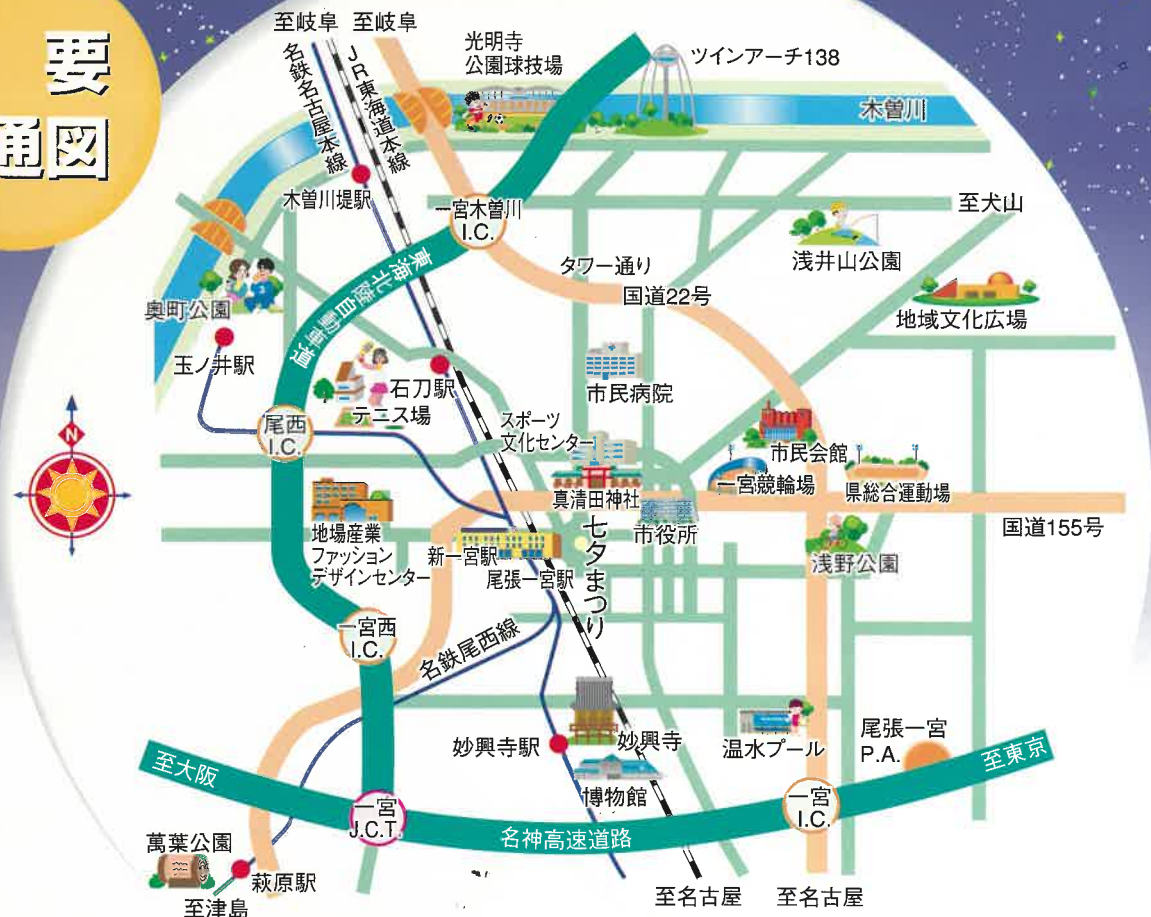 要
通図
至岐阜 至岐阜
名鉄名古屋本線
JR東海道本線
光明寺
公園球技場
ツインアーチ138
木曽川
木曽川堤駅
一宮木曽川
I.C.
至犬山
浅井山公園
タワー通り
国道22号
地域文化広場
東海北陸自動車道
奥町公園
玉ノ井駅
石刀駅
テニス場
市民病院
尾西
I.C.
スポーツ
文化センター
市民会館
一宮競輪場
県総合運動場
真清田神社
市役所
国道155号
地場産業
ファッション
デザインセンター
新一宮駅
尾張一宮駅
七夕まつり
浅野公園
一宮西
I.C.
名鉄尾西線
妙興寺駅
妙興寺
博物館
温水プール
尾張一宮
P.A.
至大阪
至東京
一宮
J.C.T.
名神高速道路
一宮
I.C.
萬葉公園
萩原駅
至津島
至名古屋
至名古屋
N